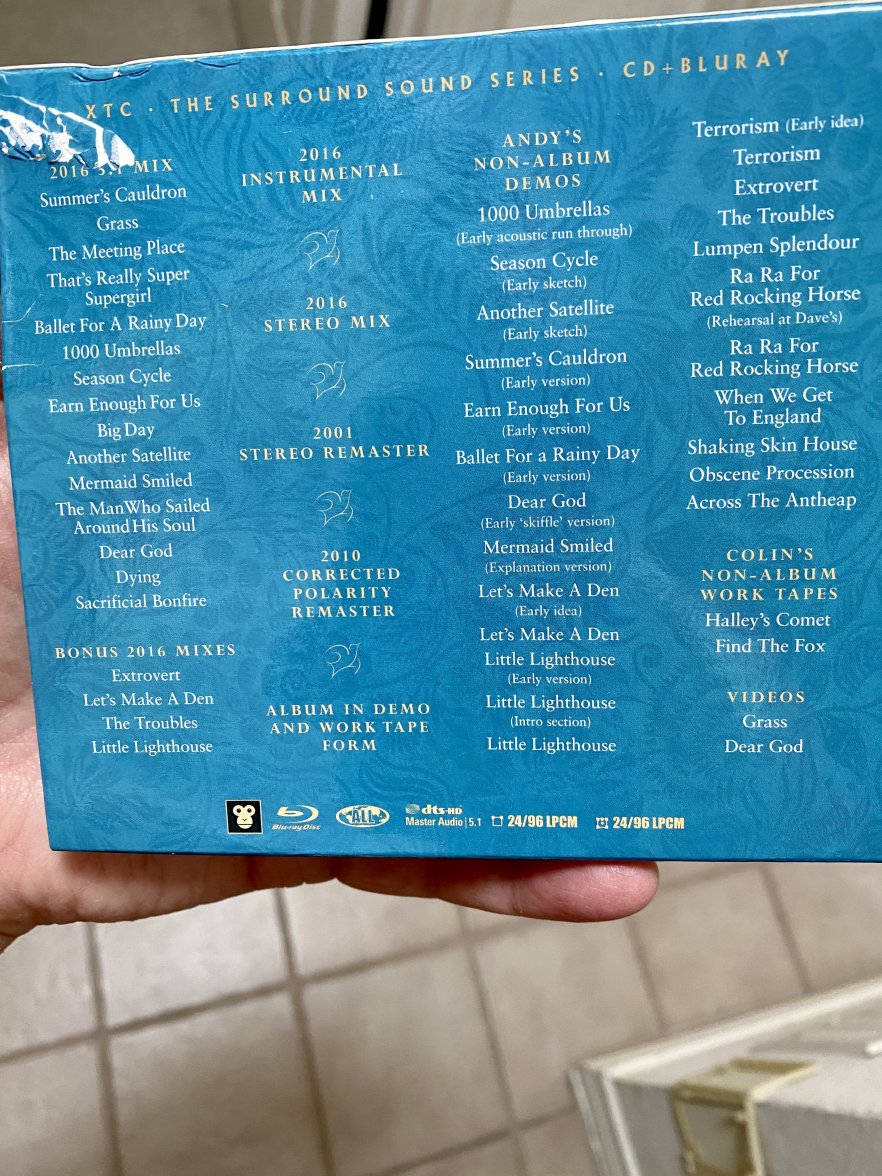 XTC · THE SURROUND SOUND SERIES · CD+BLURAY
2016 5.1 MIX
Summer's Cauldron
Grass
The Meeting Place
That's Really Super
Supergirl
Ballet For A Rainy Day
1000 Umbrellas
Season Cycle
Earn Enough For Us
Big Day
Another Satellite
Mermaid Smiled
The Man Who Sailed
Around His Soul
Dear God
Dying
Sacrificial Bonfire
BONUS 2016 MIXES
Extrovert
Let's Make A Den
The Troubles
Little Lighthouse
2016
INSTRUMENTAL
MIX
2016
STEREO MIX
2001
STEREO REMASTER
2010
CORRECTED
POLARITY
REMASTER
ALBUM IN DEMO
AND WORK TAPE
FORM
ANDY'S
NON-ALBUM
DEMOS
1000 Umbrellas
(Early acoustic run through)
Season Cycle
(Early sketch)
Another Satellite
(Early sketch)
Summer's Cauldron
(Early version)
Earn Enough For Us
(Early version)
Ballet For a Rainy Day
(Early version)
Dear God
(Early 'skiffle' version)
Mermaid Smiled
(Explanation version)
Let's Make A Den
(Early idea)
Let's Make A Den
Little Lighthouse
(Early version)
Little Lighthouse
(Intro section)
Little Lighthouse
Terrorism (Early idea)
Terrorism
Extrovert
The Troubles
Lumpen Splendour
Ra Ra For
Red Rocking Horse
(Rehearsal at Dave's)
Ra Ra For
Red Rocking Horse
When We Get
To England
Shaking Skin House
Obscene Procession
Across The Antheap
COLIN'S
NON-ALBUM
WORK TAPES
Halley's Comet
Find The Fox
VIDEOS
Grass
Dear God
Blu-ray Disc
ALL
dts-HD
Master Audio | 5.1
24/96 LPCM
24/96 LPCM